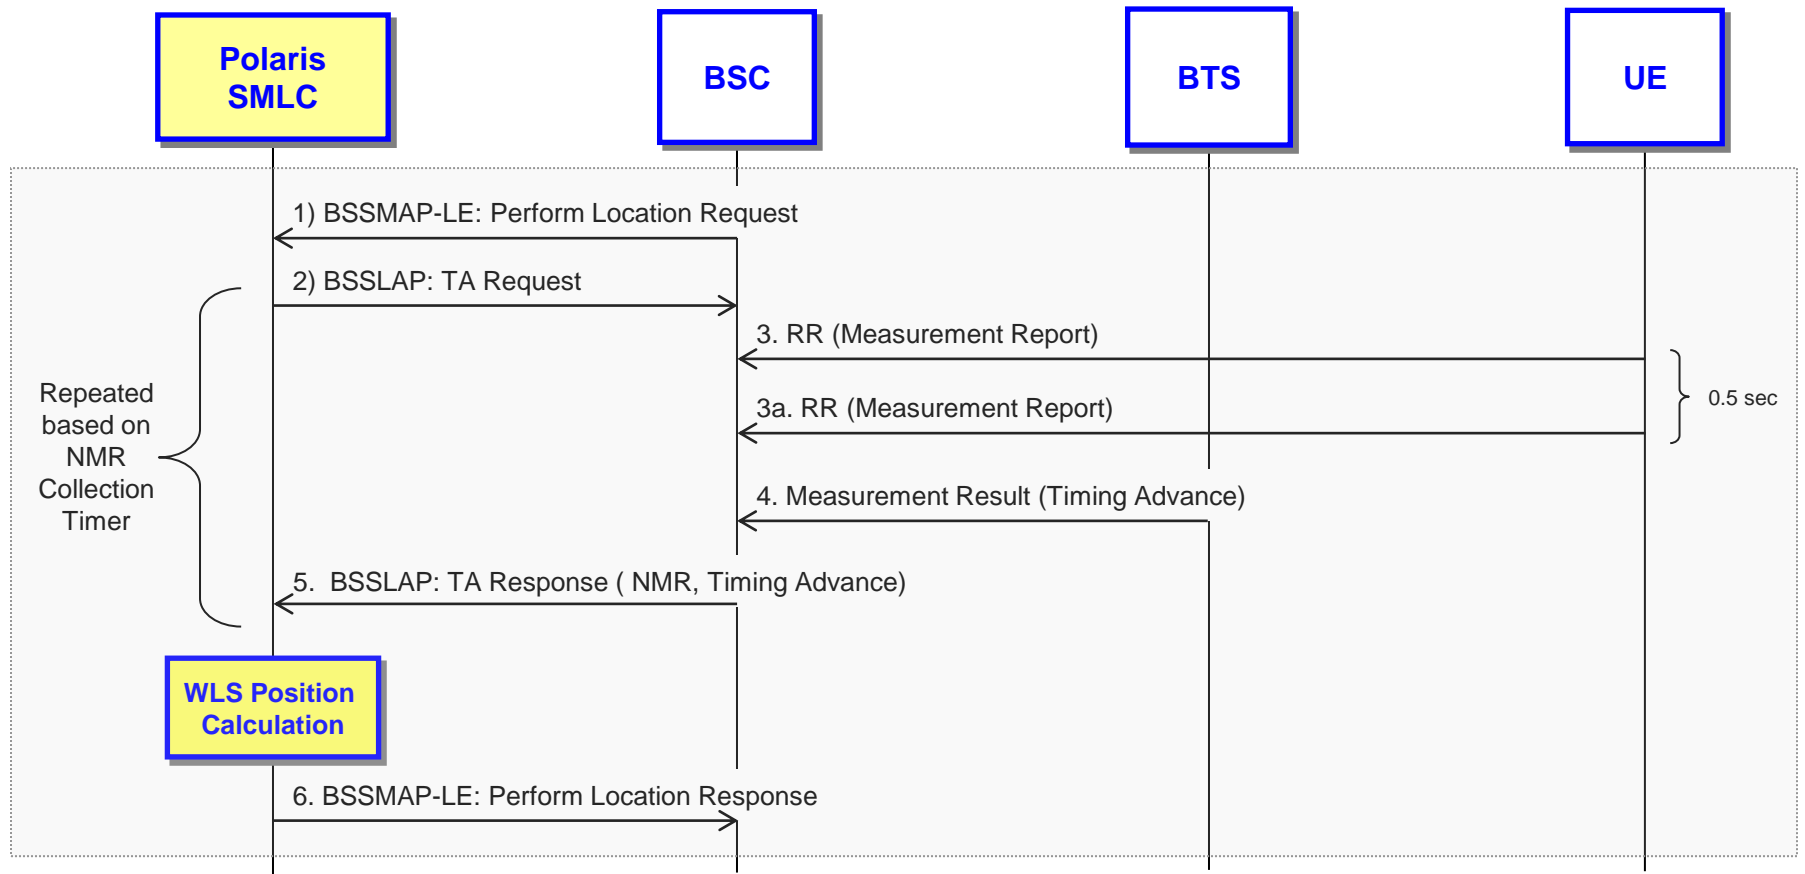 Polaris
SMLC
BSC
BTS
UE
1) BSSMAP-LE: Perform Location Request
2) BSSLAP: TA Request
3. RR (Measurement Report)
3a. RR (Measurement Report)
0.5 sec
Repeated
based on
NMR
Collection
Timer
4. Measurement Result (Timing Advance)
5. BSSLAP: TA Response ( NMR, Timing Advance)
WLS Position
Calculation
6. BSSMAP-LE: Perform Location Response